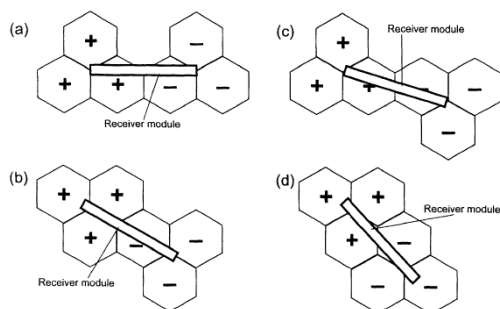 (a)
+ −
+ + − −
Receiver module
(b)
+ +
+ − −
−
Receiver module
(c)
Receiver module
+
+ + − −
−
(d)
Receiver module
+ +
+ −
− −